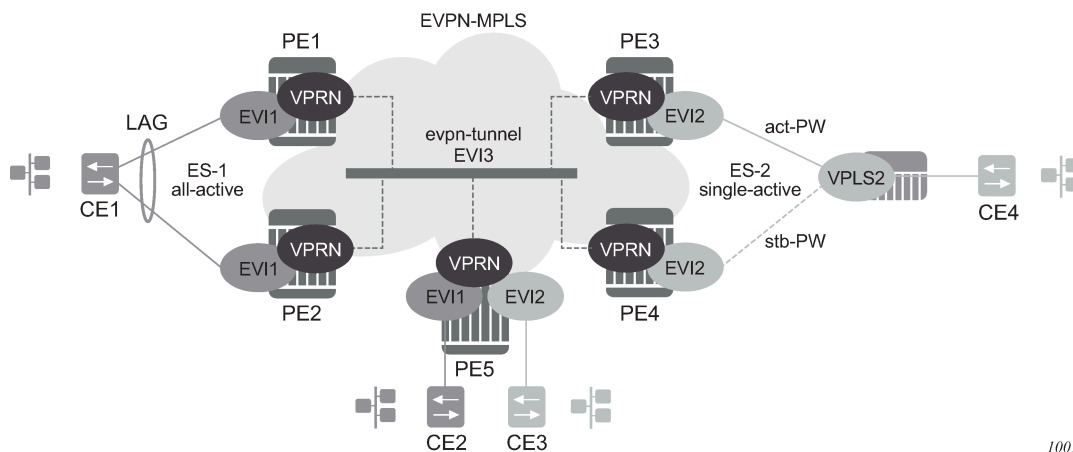 EVPN-MPLS
PE1
PE3
VPRN
VPRN
EVI1
EVI2
LAG
act-PW
evpn-tunnel
EVI3
ES-1
all-active
ES-2
single-active
VPLS2
CE1
CE4
VPRN
VPRN
stb-PW
EVI1
EVI2
VPRN
EVI1
EVI2
PE2
PE4
PE5
CE2
CE3
100